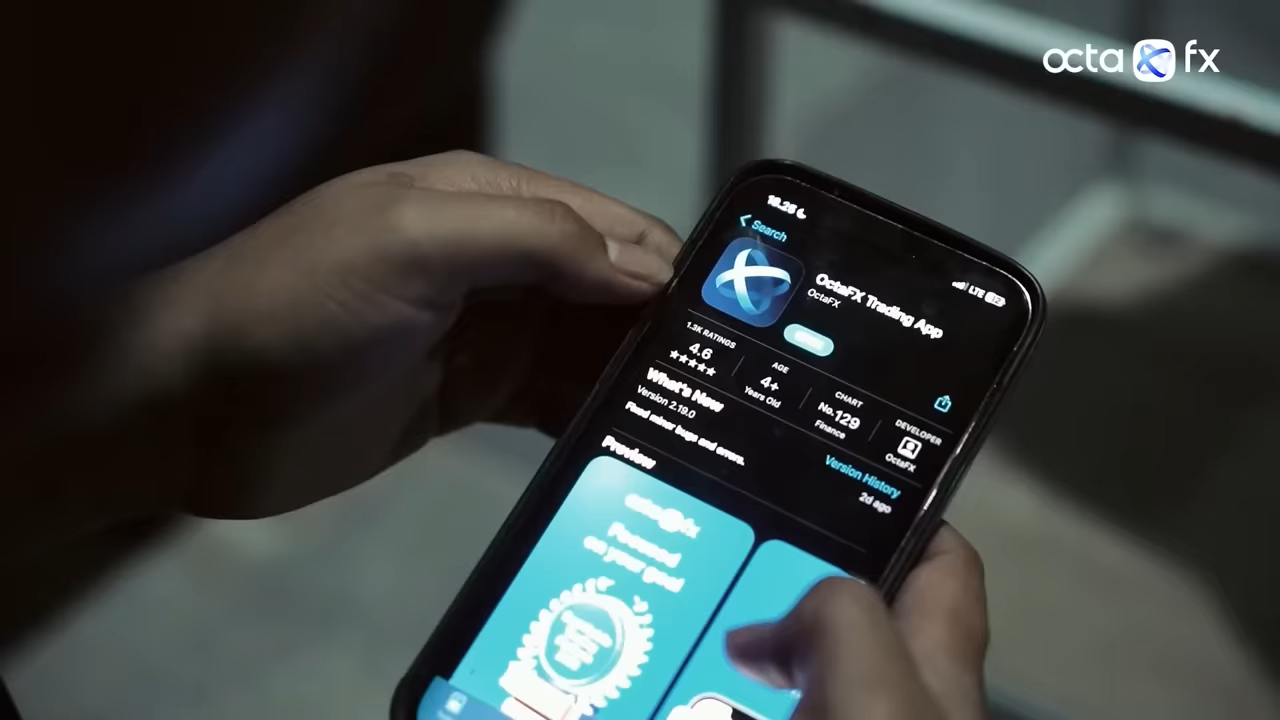 octa fx
18.26
Search
LTE
OctaFX Trading App
OctaFX
1.3K RATINGS
4.6
★★★★★
AGE
4+
Years Old
CHART
No.129
Finance
DEVELOPER
OctaFX
What's New
Version 2.19.0
Version History
Fixed minor bugs and errors.
2d ago
Preview
octa fx
Focused
on your goal